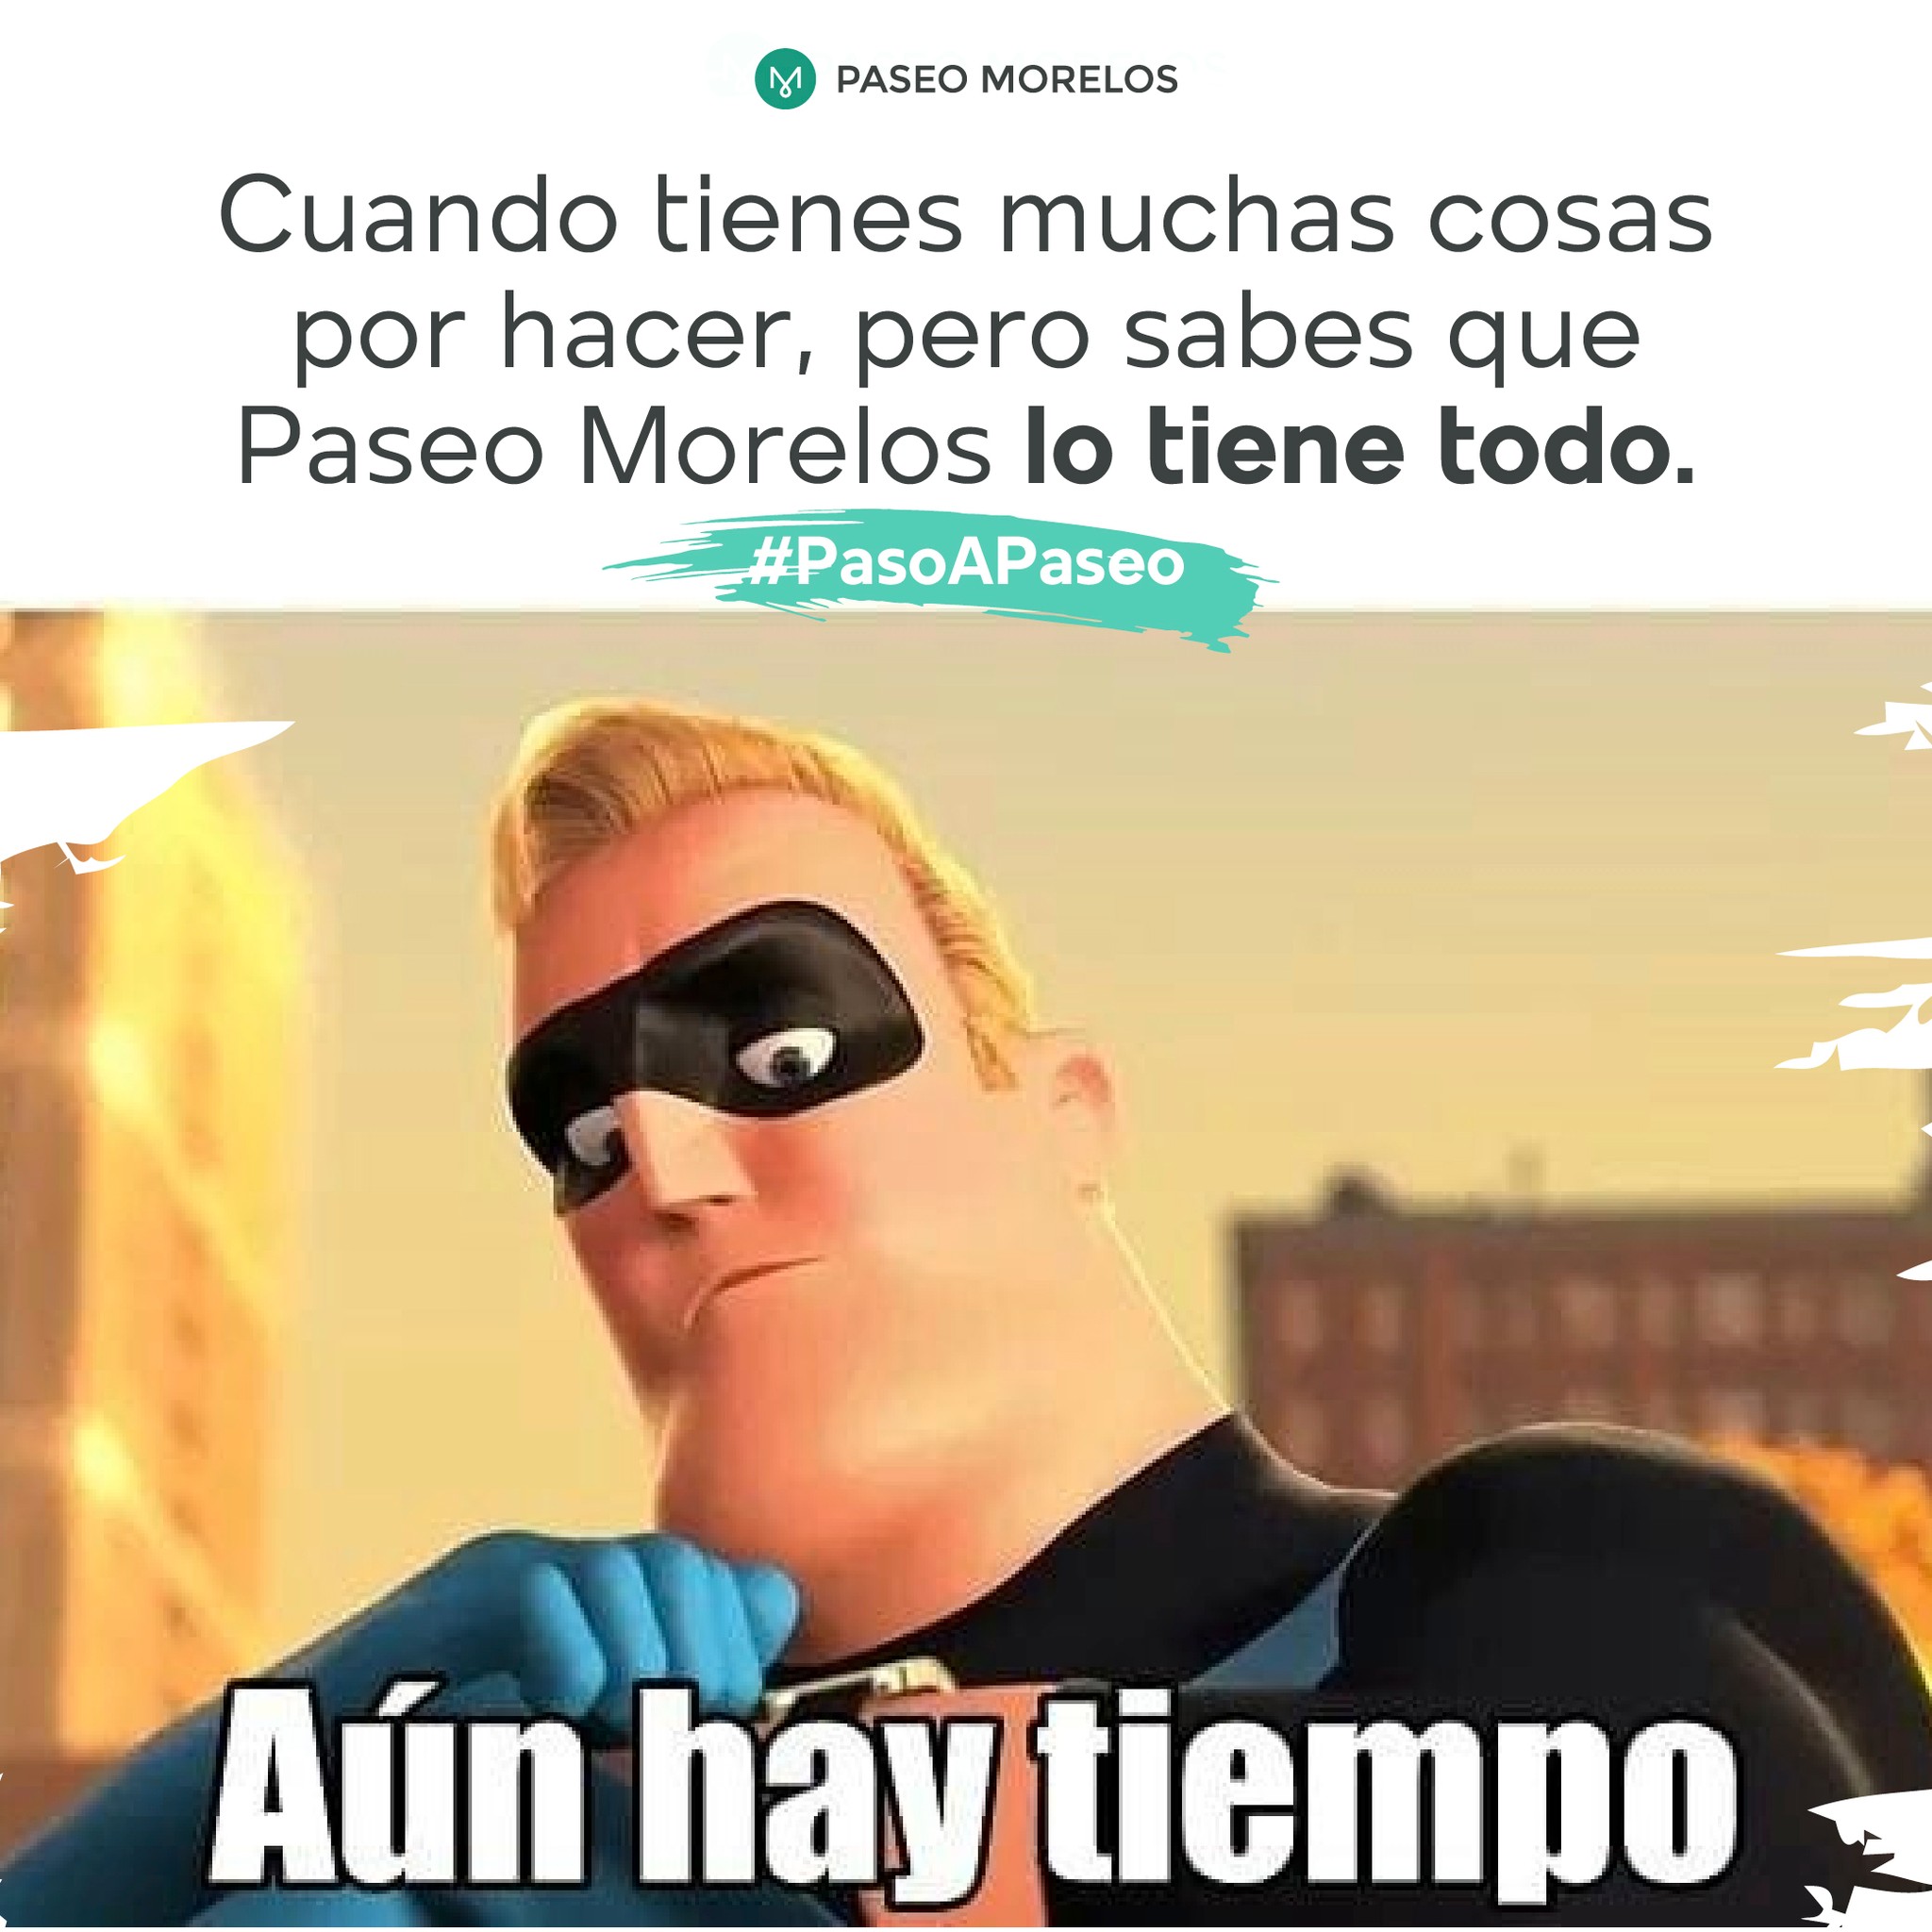 PASEO MORELOS
Cuando tienes muchas cosas
por hacer, pero sabes que
Paseo Morelos lo tiene todo.
#PasoAPaseo
Aún hay tiempo